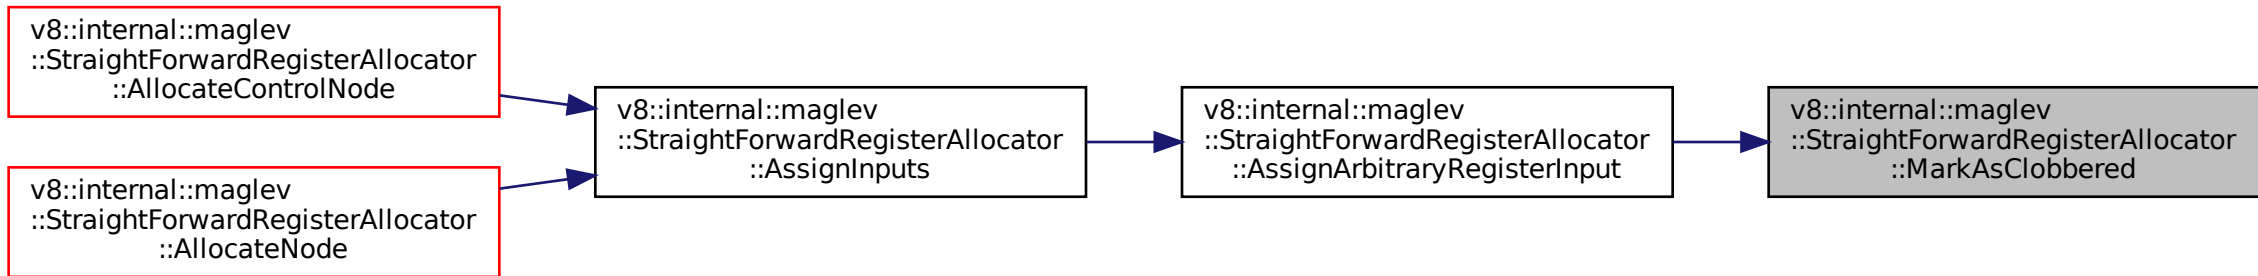 v8::internal::maglev
::StraightForwardRegisterAllocator
::AllocateControlNode
v8::internal::maglev
::StraightForwardRegisterAllocator
::AllocateNode
v8::internal::maglev
::StraightForwardRegisterAllocator
::AssignInputs
v8::internal::maglev
::StraightForwardRegisterAllocator
::AssignArbitraryRegisterInput
v8::internal::maglev
::StraightForwardRegisterAllocator
::MarkAsClobbered